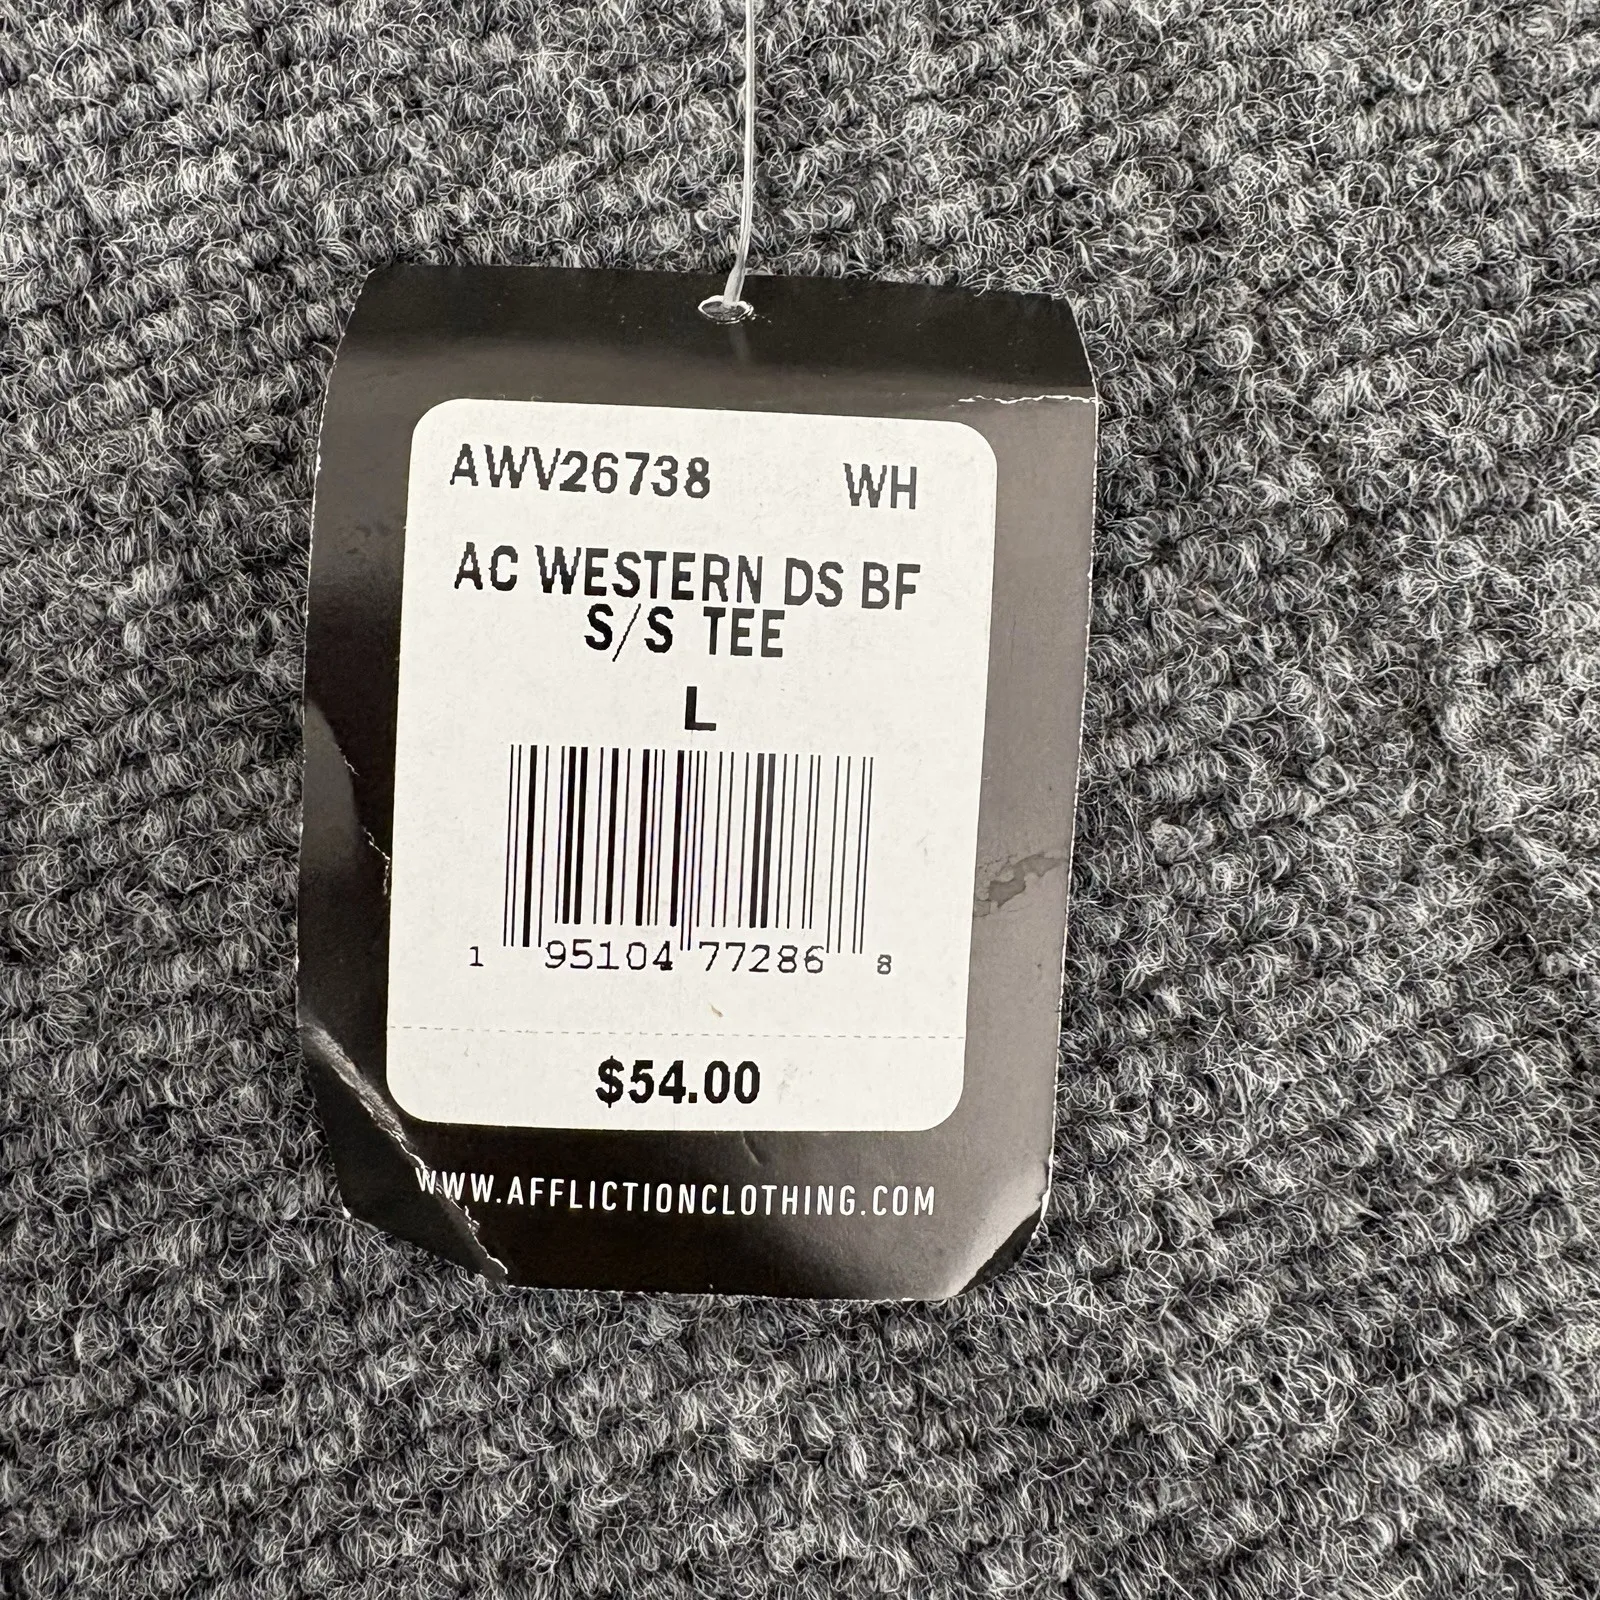 AWV26738 WH
AC WESTERN DS BF
S/S TEE
L
1 95104 77286 8
$54.00
WWW.AFFLICTIONCLOTHING.COM